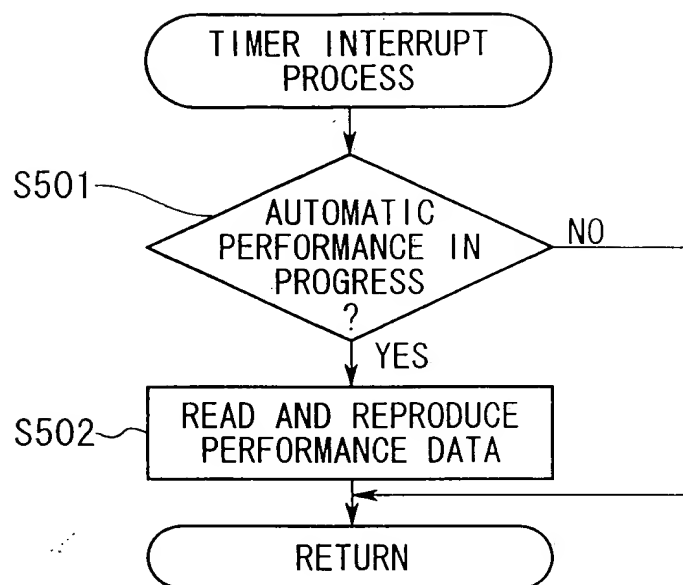 TIMER INTERRUPT
PROCESS
S501
AUTOMATIC
PERFORMANCE IN
PROGRESS
?
NO
YES
S502
READ AND REPRODUCE
PERFORMANCE DATA
RETURN